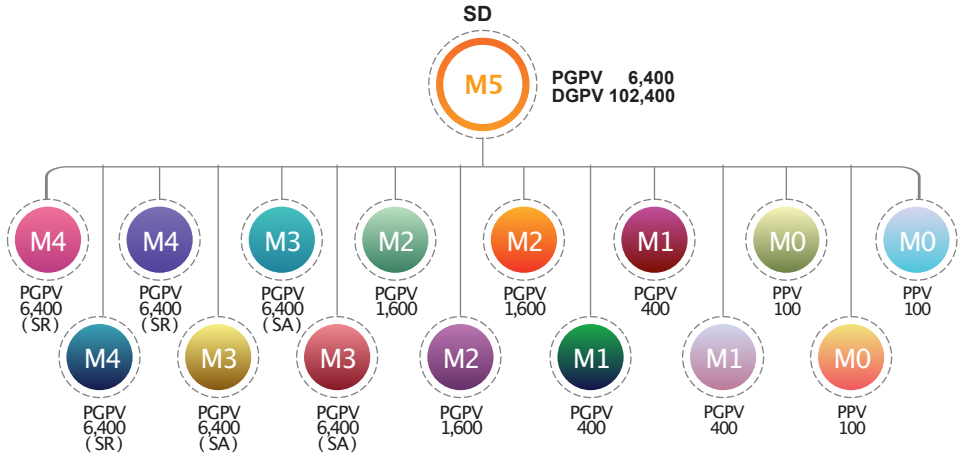 SD
M5
PGPV 6,400
DGPV 102,400
M4
M4
M3
M2
M2
M1
M0
M0
PGPV
6,400
(SR)
PGPV
6,400
(SR)
PGPV
6,400
(SA)
PGPV
1,600
PGPV
1,600
PGPV
400
PPV
100
PPV
100
M4
M3
M3
M2
M1
M1
M0
PGPV
6,400
(SR)
PGPV
6,400
(SA)
PGPV
6,400
(SA)
PGPV
1,600
PGPV
400
PGPV
400
PPV
100